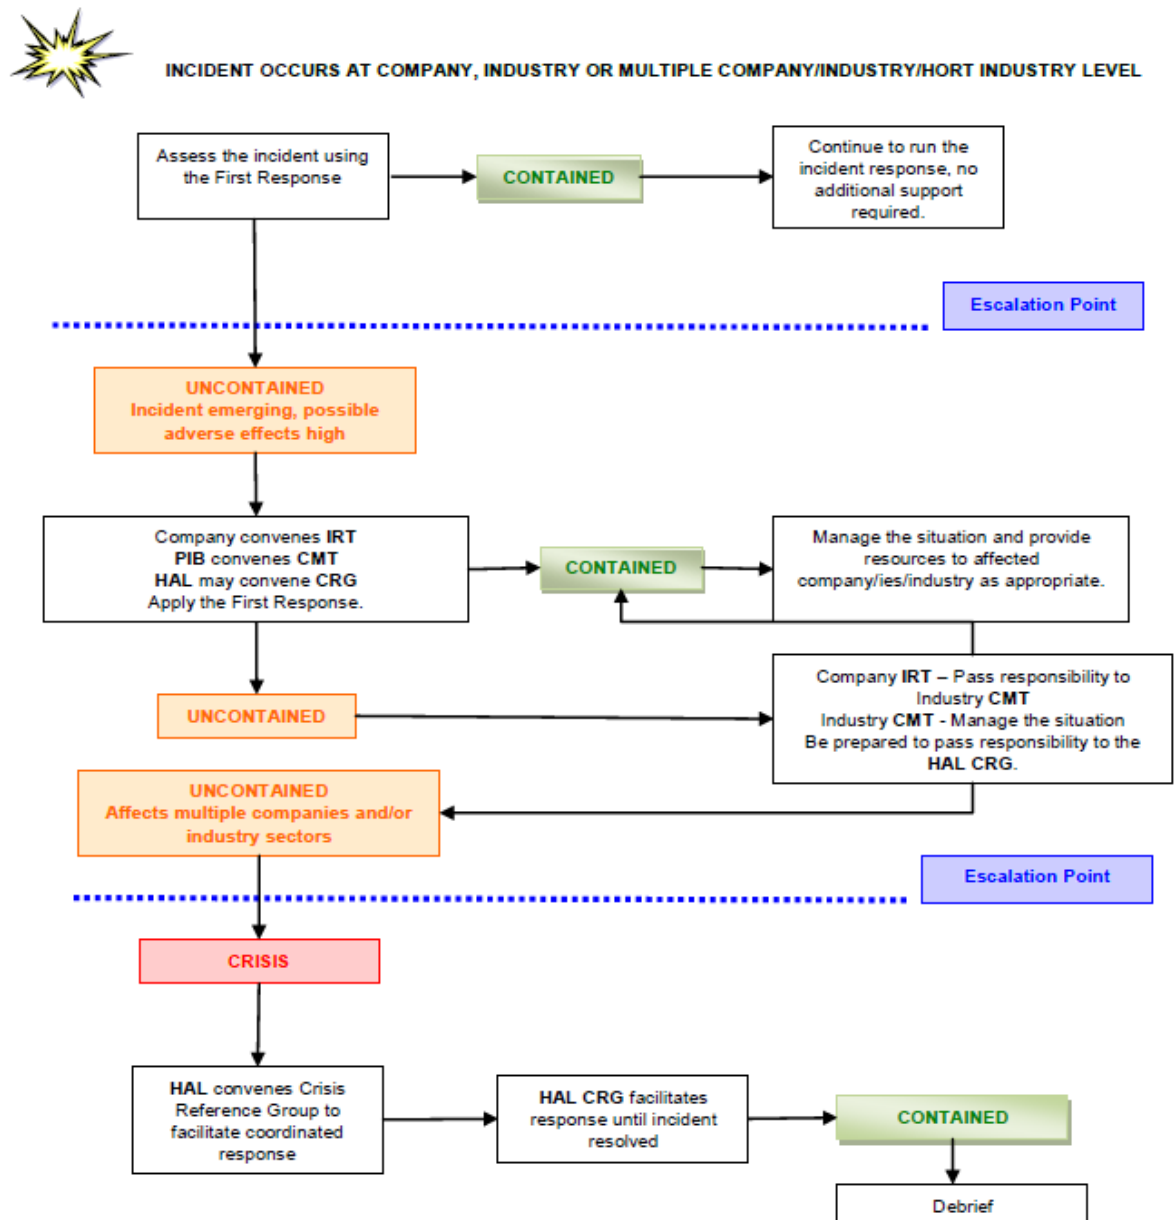 INCIDENT OCCURS AT COMPANY, INDUSTRY OR MULTIPLE COMPANY/INDUSTRY/HORT INDUSTRY LEVEL
Assess the incident using
the First Response
CONTAINED
Continue to run the
incident response, no
additional support
required.
Escalation Point
UNCONTAINED
Incident emerging, possible
adverse effects high
Company convenes IRT
PIB convenes CMT
HAL may convene CRG
Apply the First Response.
CONTAINED
Manage the situation and provide
resources to affected
company/ies/industry as appropriate.
UNCONTAINED
Company IRT – Pass responsibility to
Industry CMT
Industry CMT - Manage the situation
Be prepared to pass responsibility to the
HAL CRG.
UNCONTAINED
Affects multiple companies and/or
industry sectors
Escalation Point
CRISIS
HAL convenes Crisis
Reference Group to
facilitate coordinated
response
HAL CRG facilitates
response until incident
resolved
CONTAINED
Debrief